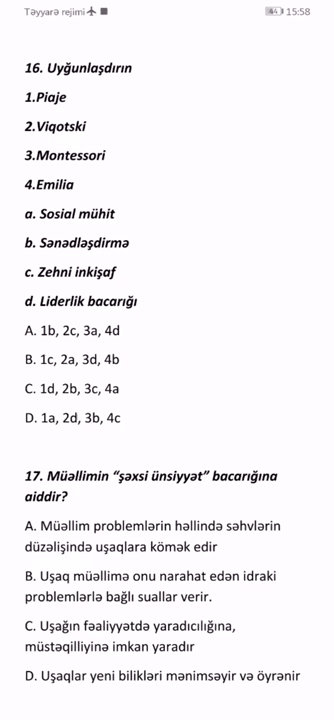 Təyyarə rejimi 64 15:58
16. Uyğunlaşdırın
1.Piaje
2.Viqotski
3.Montessori
4.Emilia
a. Sosial mühit
b. Sənədləşdirmə
c. Zehni inkişaf
d. Liderlik bacarığı
A. 1b, 2c, 3a, 4d
B. 1c, 2a, 3d, 4b
C. 1d, 2b, 3c, 4a
D. 1a, 2d, 3b, 4c
17. Müəllimin “şəxsi ünsiyyət” bacarığına
aiddir?
A. Müəllim problemlərin həllində səhvlərin
düzəlişində uşaqlara kömək edir
B. Uşaq müəllimə onu narahat edən idraki
problemlərlə bağlı suallar verir.
C. Uşağın fəaliyyətdə yaradıcılığına,
müstəqilliyinə imkan yaradır
D. Uşaqlar yeni bilikləri mənimsəyir və öyrənir